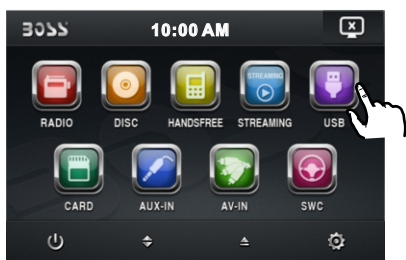 BOSS 10:00 AM
STREAMING
RADIO DISC HANDSFREE STREAMING USB
CARD AUX-IN AV-IN SWC